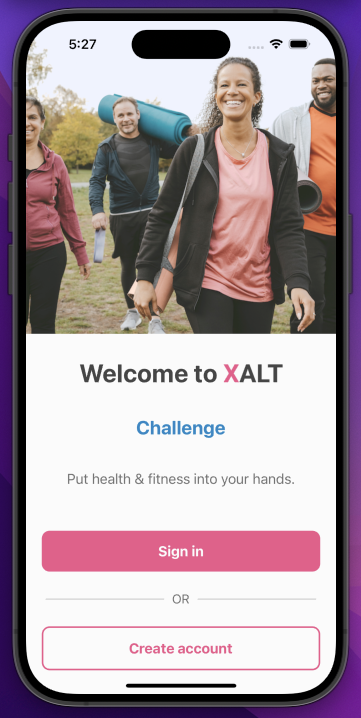 5:27
Welcome to XALT
Challenge
Put health & fitness into your hands.
Sign in
OR
Create account